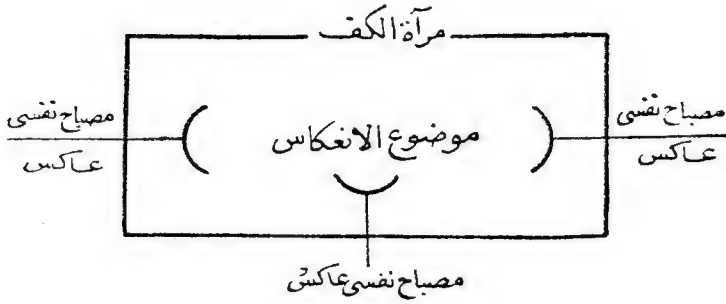 مرآة الكف
مصباح نفسى
عاكس
موضوع الانعكاس
مصباح نفسى
عاكس
مصباح نفسى عاكس